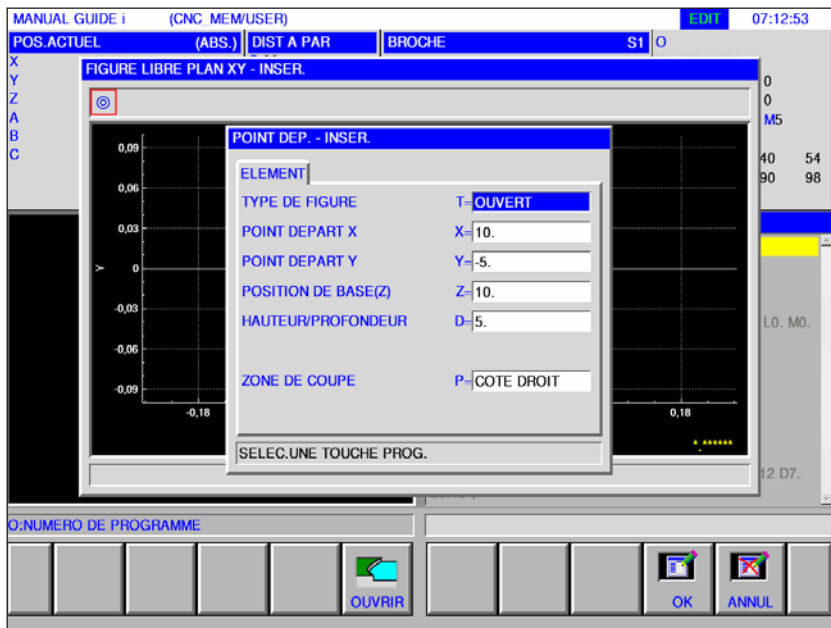 MANUAL GUIDE i (CNC_MEM/USER) EDIT 07:12:53
POS.ACTUEL (ABS.) DIST A PAR BROCHE S1 O
X
Y
Z
A
B
C
0
0
M5
40 54
90 98
FIGURE LIBRE PLAN XY - INSER.
0,09
0,06
0,03
0
-0,03
-0,06
-0,09
Y
-0,18
0,18
*.******
POINT DEP. - INSER.
ELEMENT
TYPE DE FIGURE T= OUVERT
POINT DEPART X X= 10.
POINT DEPART Y Y= -5.
POSITION DE BASE(Z) Z= 10.
HAUTEUR/PROFONDEUR D= 5.
ZONE DE COUPE P= COTE DROIT
SELEC.UNE TOUCHE PROG.
L0. M0.
12 D7.
O:NUMERO DE PROGRAMME
OUVRIR OK ANNUL